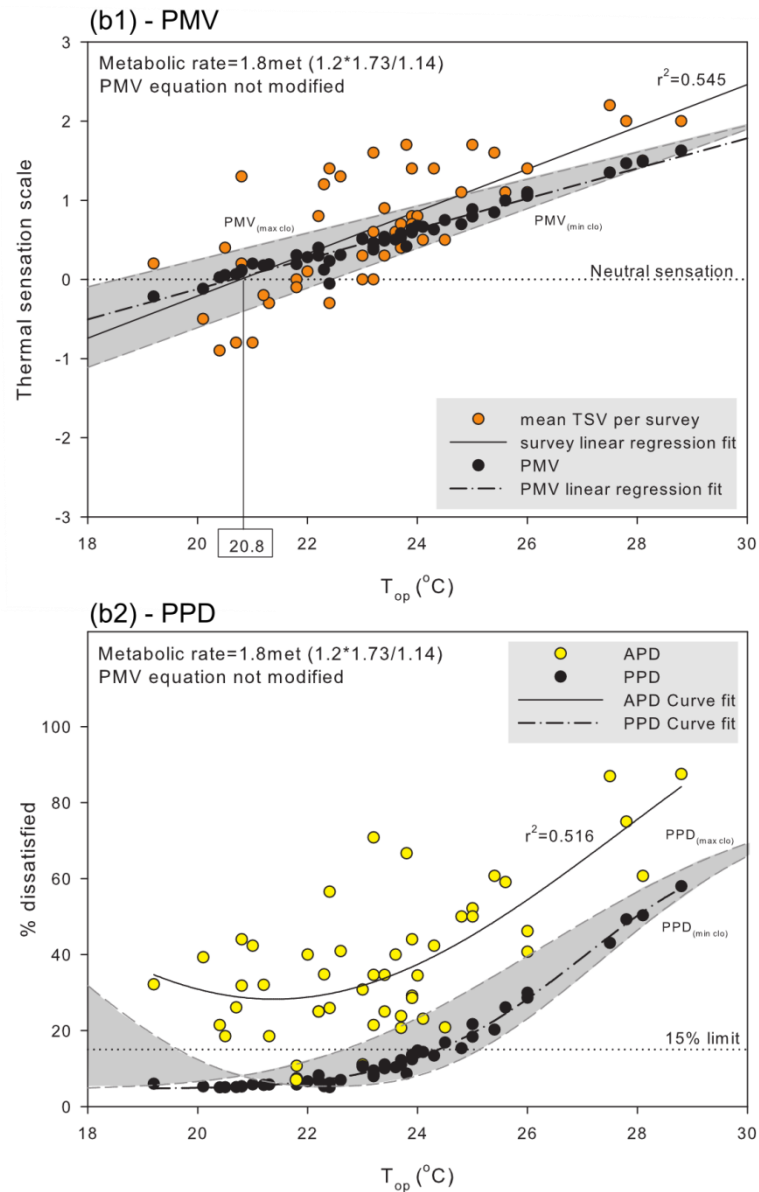 (b1) - PMV
Metabolic rate=1.8met (1.2*1.73/1.14)
PMV equation not modified
r²=0.545
PMV(max clo)
PMV(min clo)
Neutral sensation
Thermal sensation scale
3
2
1
0
-1
-2
-3
mean TSV per survey
survey linear regression fit
PMV
PMV linear regression fit
18 20 22 24 26 28 30
20.8
Top (°C)
(b2) - PPD
Metabolic rate=1.8met (1.2*1.73/1.14)
PMV equation not modified
APD
PPD
APD Curve fit
PPD Curve fit
r²=0.516
PPD(max clo)
PPD(min clo)
15% limit
% dissatisfied
100
80
60
40
20
0
18 20 22 24 26 28 30
Top (°C)